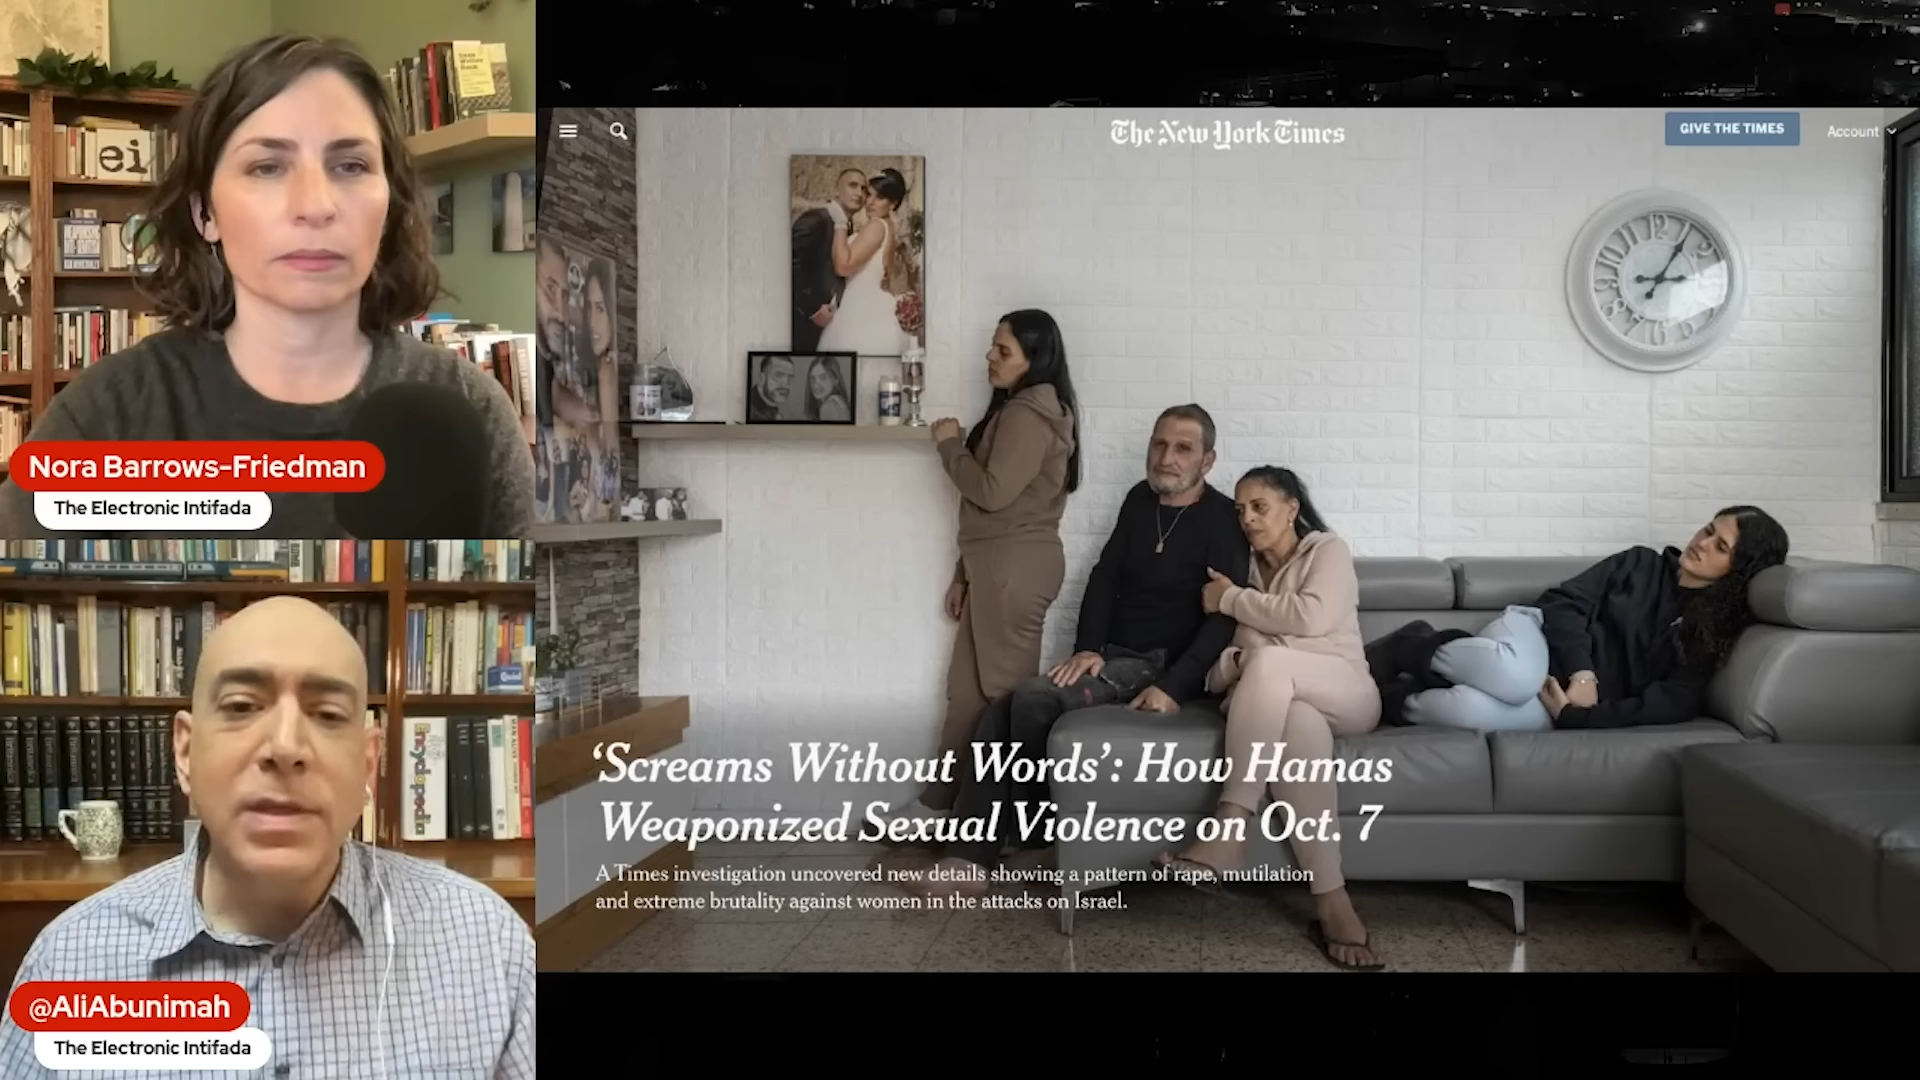 ei
Nora Barrows-Friedman
The Electronic Intifada
@AliAbunimah
The Electronic Intifada
The New York Times
GIVE THE TIMES
Account
‘Screams Without Words’: How Hamas
Weaponized Sexual Violence on Oct. 7
A Times investigation uncovered new details showing a pattern of rape, mutilation
and extreme brutality against women in the attacks on Israel.